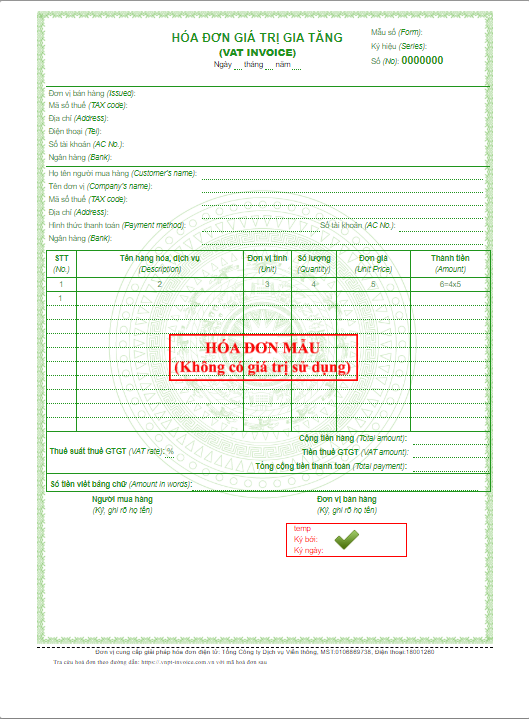 HÓA ĐƠN GIÁ TRỊ GIA TĂNG
(VAT INVOICE)
Ngày tháng năm
Mẫu số (Form):
Ký hiệu (Series):
Số (No): 0000000
Đơn vị bán hàng (Issued):
Mã số thuế (TAX code):
Địa chỉ (Address):
Điện thoại (Tel):
Số tài khoản (AC No.):
Ngân hàng (Bank):
Họ tên người mua hàng (Customer's name):
Tên đơn vị (Company's name):
Mã số thuế (TAX code):
Địa chỉ (Address):
Hình thức thanh toán (Payment method): Số tài khoản (AC No.):
Ngân hàng (Bank):
STT Tên hàng hóa, dịch vụ Đơn vị tính Số lượng Đơn giá Thành tiền
(No.) (Description) (Unit) (Quantity) (Unit Price) (Amount)
1 2 3 4 5 6=4x5
1
HÓA ĐƠN MẪU
(Không có giá trị sử dụng)
Cộng tiền hàng (Total amount):
Thuế suất thuế GTGT (VAT rate): % Tiền thuế GTGT (VAT amount):
Tổng cộng tiền thanh toán (Total payment):
Số tiền viết bằng chữ (Amount in words):
Người mua hàng Đơn vị bán hàng
(Ký, ghi rõ họ tên) (Ký, ghi rõ họ tên)
temp
Ký bởi:
Ký ngày:
Đơn vị cung cấp giải pháp hóa đơn điện tử: Tổng Công ty Dịch vụ Viễn thông, MST:0106869738, Điện thoại:18001260
Tra cứu hoá đơn theo đường dẫn: https://vnpt-invoice.com.vn với mã hoá đơn sau